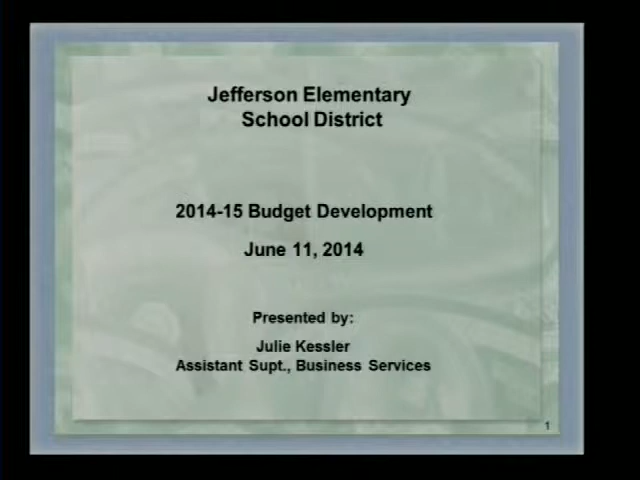 Jefferson Elementary
School District
2014-15 Budget Development
June 11, 2014
Presented by:
Julie Kessler
Assistant Supt., Business Services
1